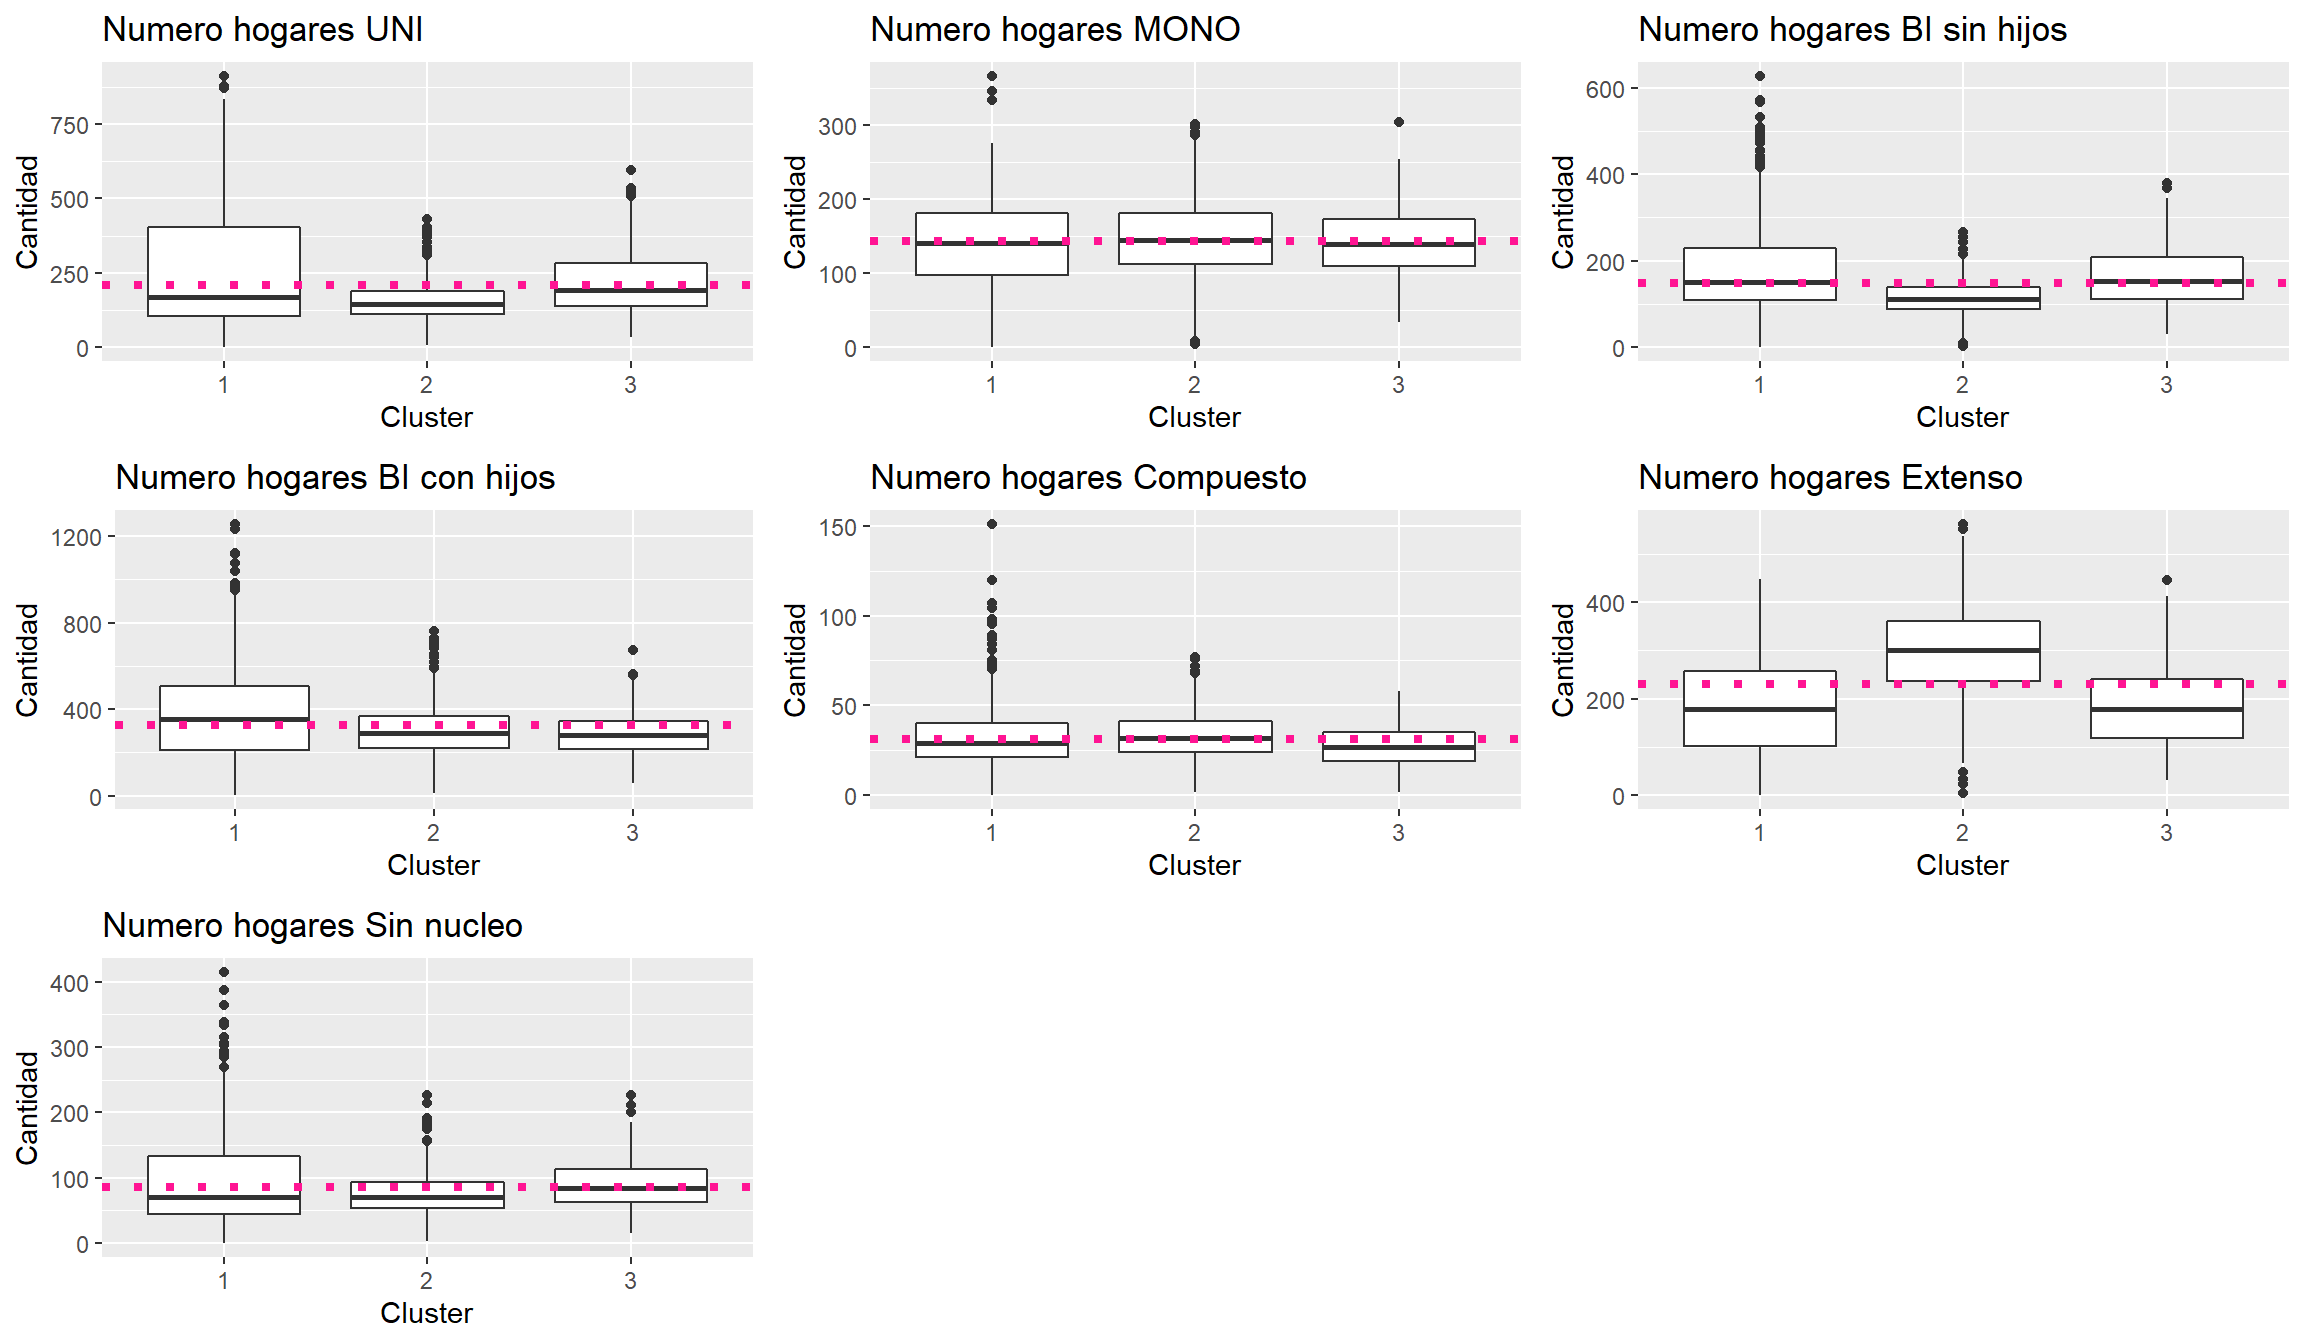 Numero hogares UNI
Cantidad
750
500
250
0
1 2 3
Cluster
Numero hogares MONO
Cantidad
300
200
100
0
1 2 3
Cluster
Numero hogares BI sin hijos
Cantidad
600
400
200
0
1 2 3
Cluster
Numero hogares BI con hijos
Cantidad
1200
800
400
0
1 2 3
Cluster
Numero hogares Compuesto
Cantidad
150
100
50
0
1 2 3
Cluster
Numero hogares Extenso
Cantidad
400
200
0
1 2 3
Cluster
Numero hogares Sin nucleo
Cantidad
400
300
200
100
0
1 2 3
Cluster